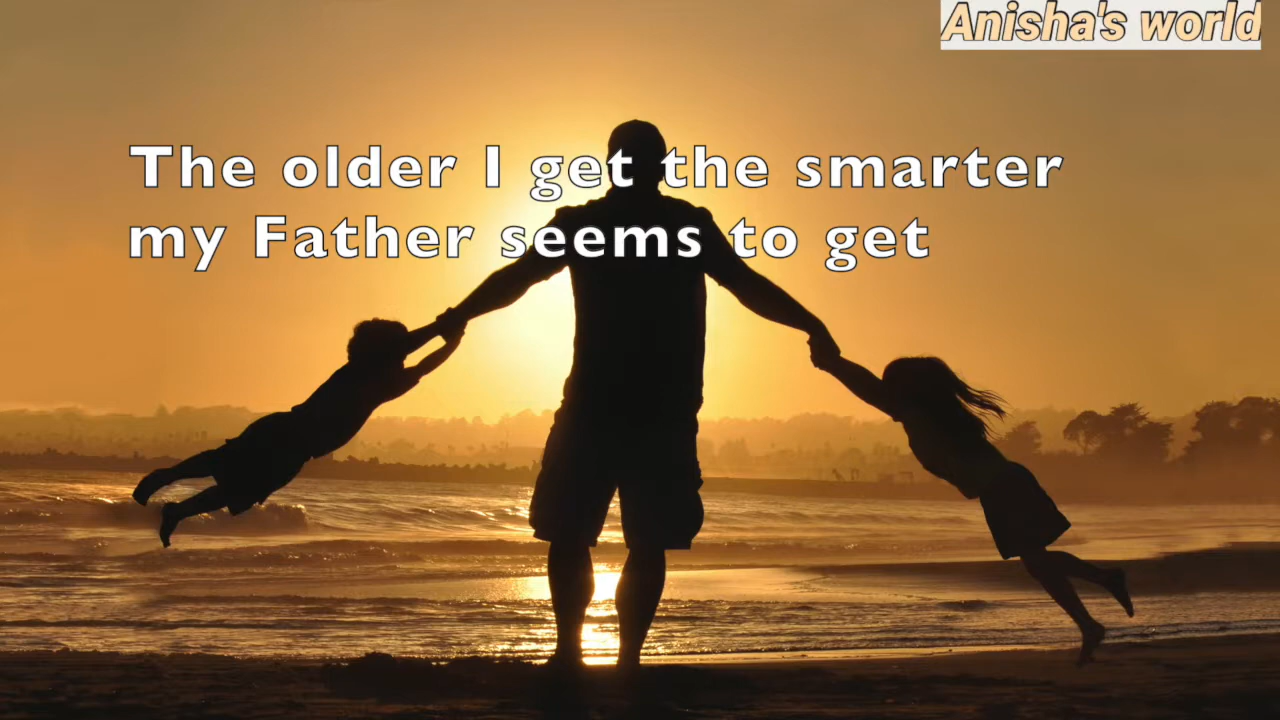 Anisha's world
The older I get the smarter
my Father seems to get